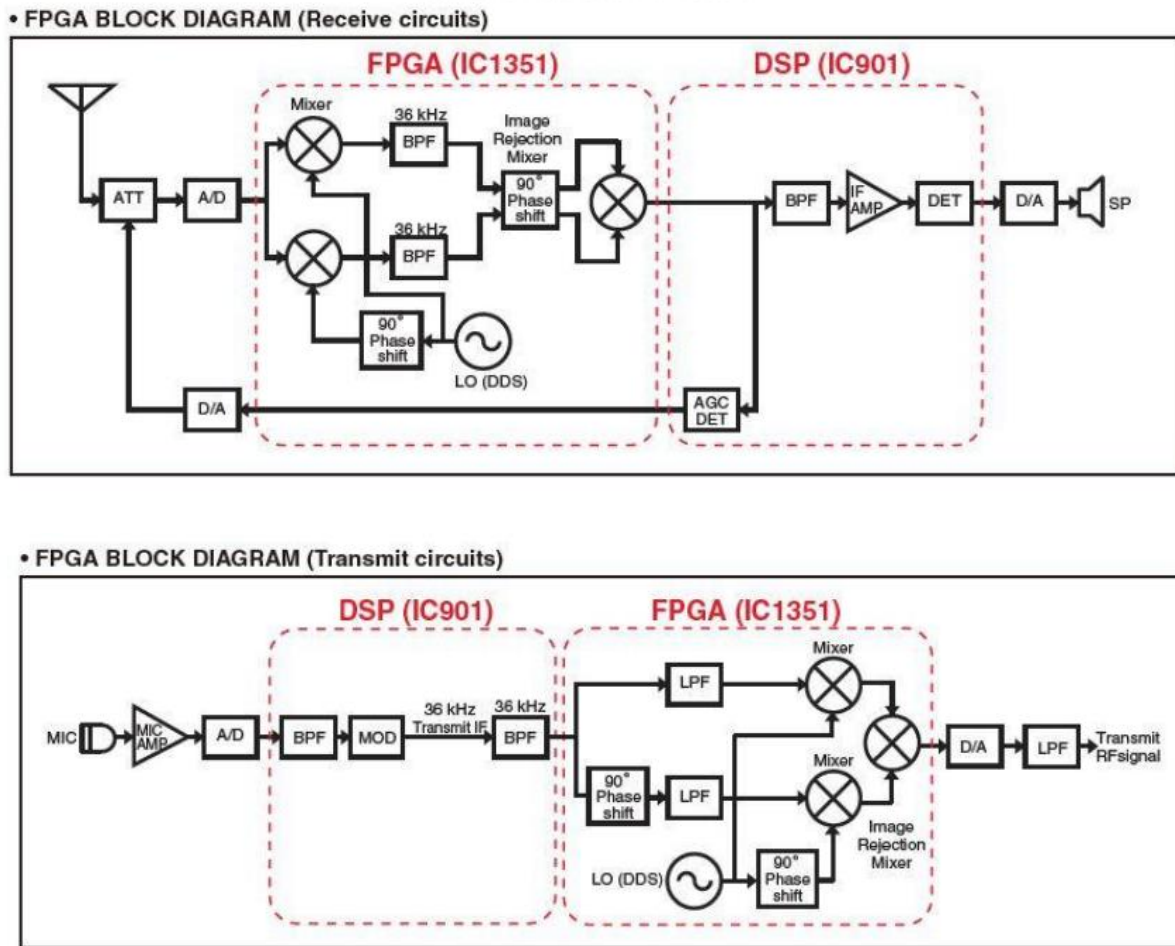 • FPGA BLOCK DIAGRAM (Receive circuits)
FPGA (IC1351)
DSP (IC901)
Mixer
36 kHz
BPF
Image
Rejection
Mixer
90°
Phase
shift
ATT
A/D
BPF
IF
AMP
DET
D/A
SP
36 kHz
BPF
90°
Phase
shift
LO (DDS)
D/A
AGC
DET
• FPGA BLOCK DIAGRAM (Transmit circuits)
DSP (IC901)
FPGA (IC1351)
Mixer
LPF
MIC
MIC
AMP
A/D
BPF
MOD
36 kHz
Transmit IF
36 kHz
BPF
D/A
LPF
Transmit
RFsignal
Mixer
90°
Phase
shift
LPF
Image
Rejection
Mixer
LO (DDS)
90°
Phase
shift